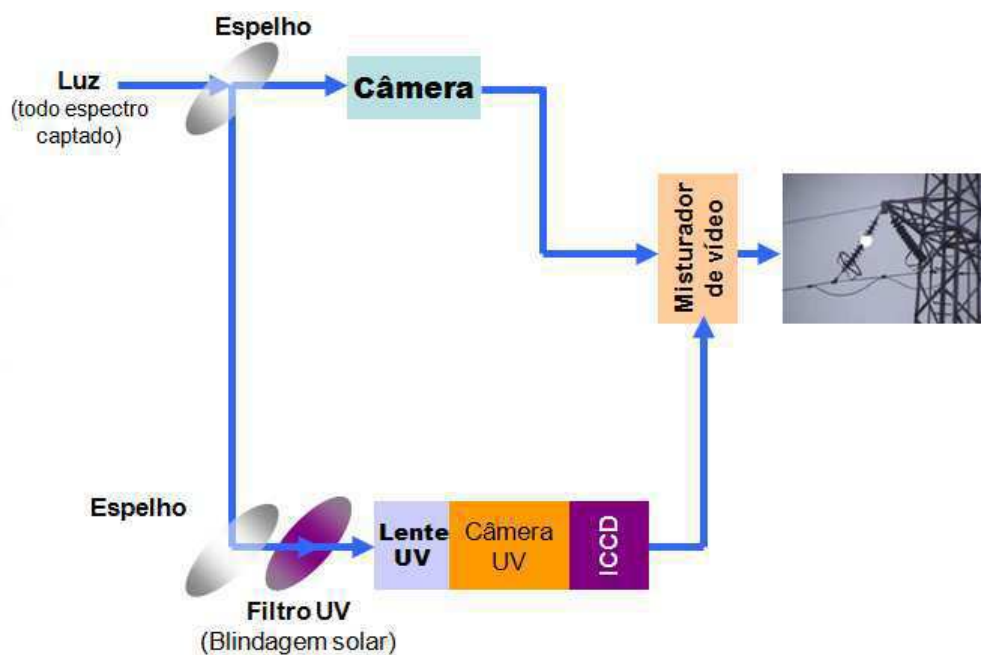 Espelho
Luz
(todo espectro
captado)
Câmera
Misturador
de vídeo
Espelho
Lente
UV
Câmera
UV
ICCD
Filtro UV
(Blindagem solar)